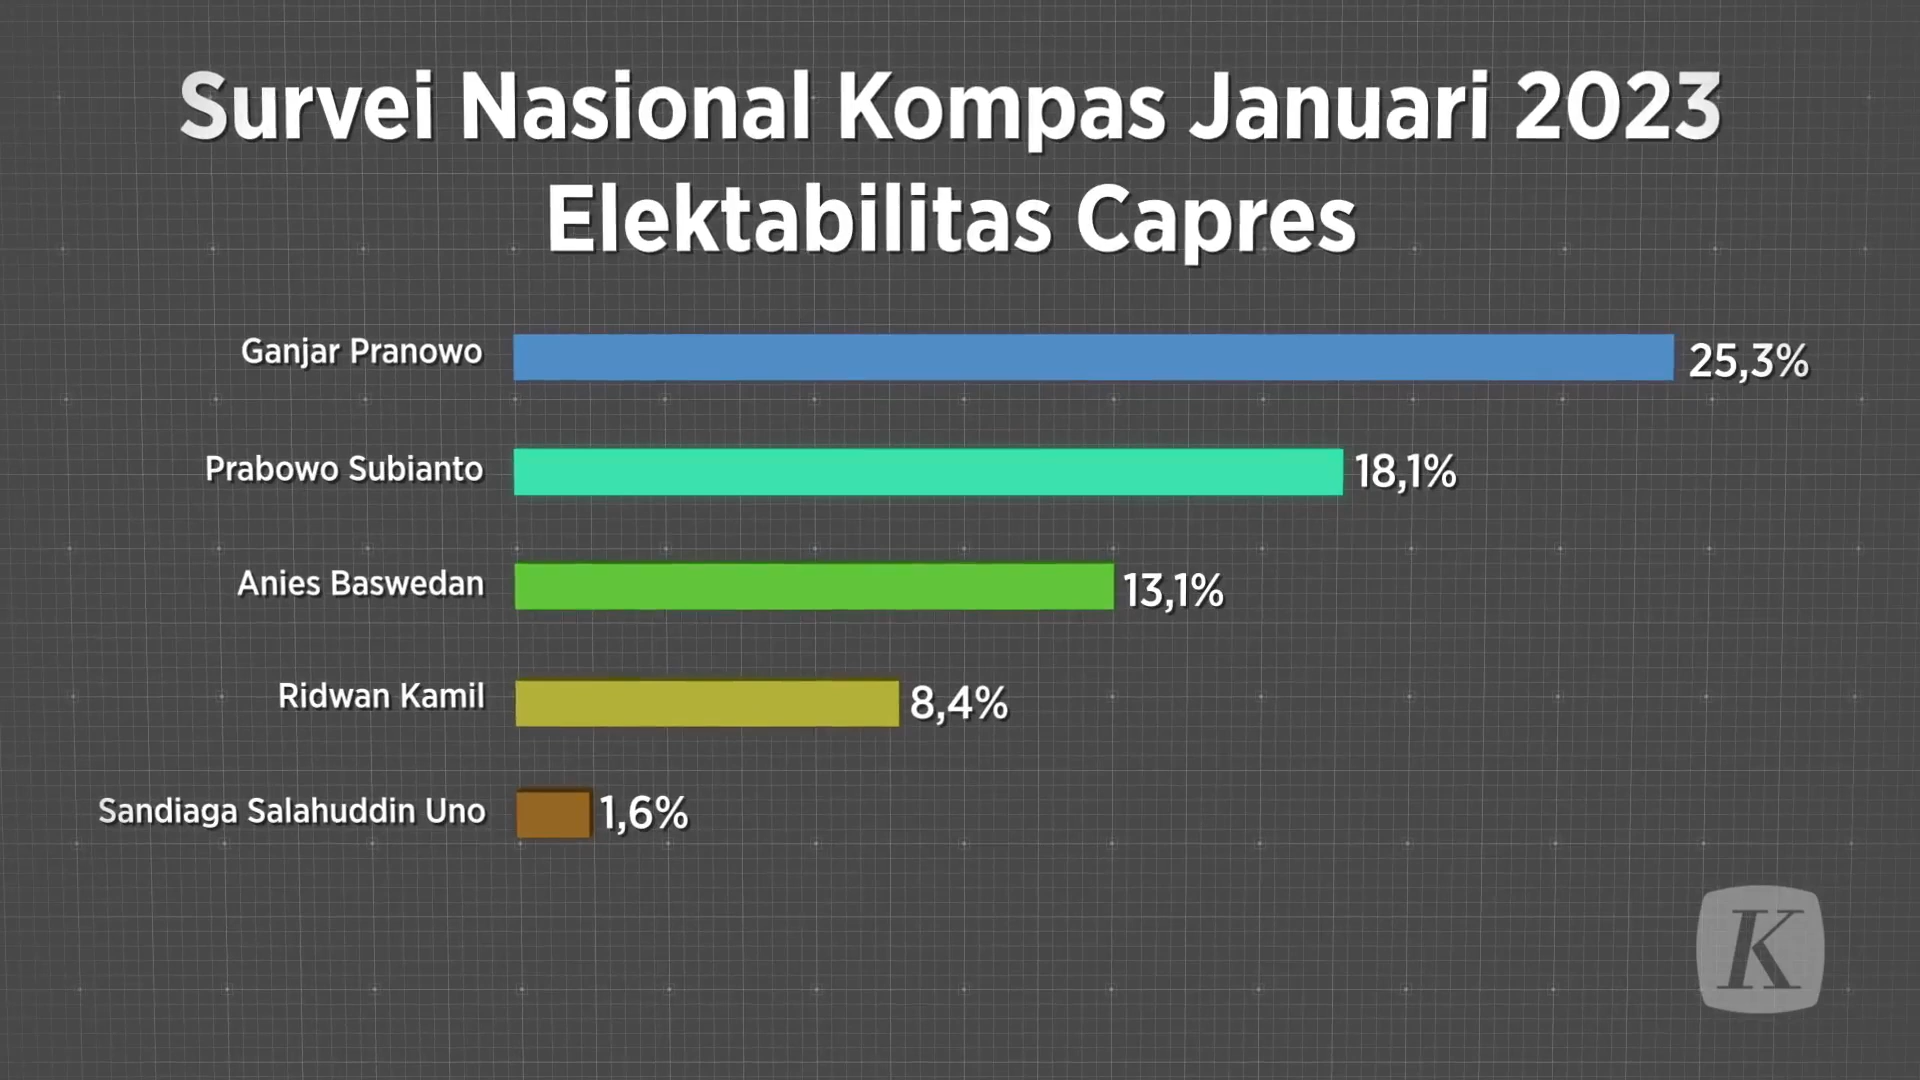 Survei Nasional Kompas Januari 2023
Elektabilitas Capres
Ganjar Pranowo 25,3%
Prabowo Subianto 18,1%
Anies Baswedan 13,1%
Ridwan Kamil 8,4%
Sandiaga Salahuddin Uno 1,6%
K